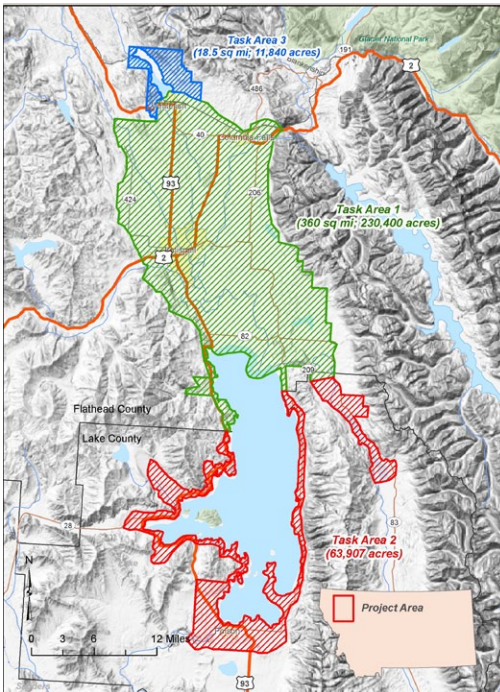 Task Area 3
(18.5 sq mi; 11,840 acres)
Glacier National Park
191
2
Blankenship
486
40
Columbia Falls
93
206
424
Task Area 1
(360 sq mi; 230,400 acres)
2
82
209
Flathead County
Lake County
83
28
Task Area 2
(63,907 acres)
N
Project Area
0 3 6 12 Miles
Polson
93